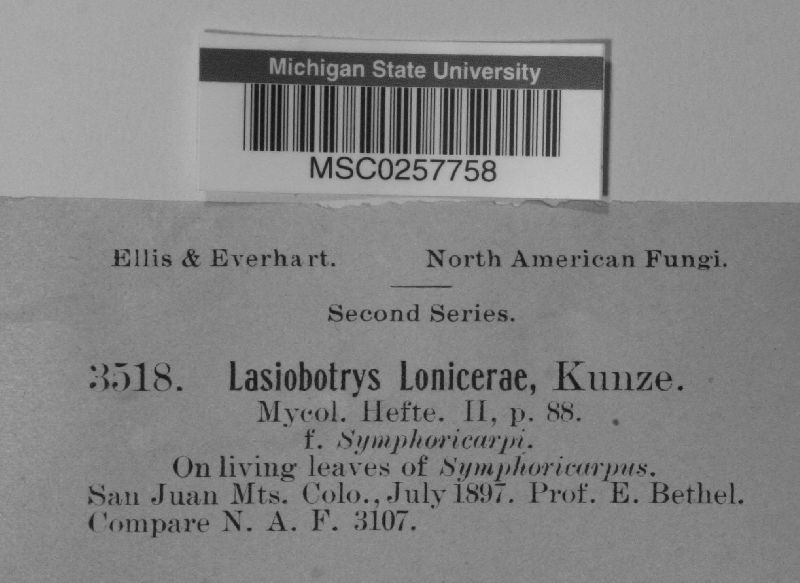 Michigan State University
MSC0257758
Ellis & Everhart. North American Fungi.
Second Series.
3518. Lasiobotrys Lonicerae, Kunze.
Mycol. Hefte. II, p. 88.
f. Symphoricarpi.
On living leaves of Symphoricarpus.
San Juan Mts. Colo., July 1897. Prof. E. Bethel.
Compare N. A. F. 3107.